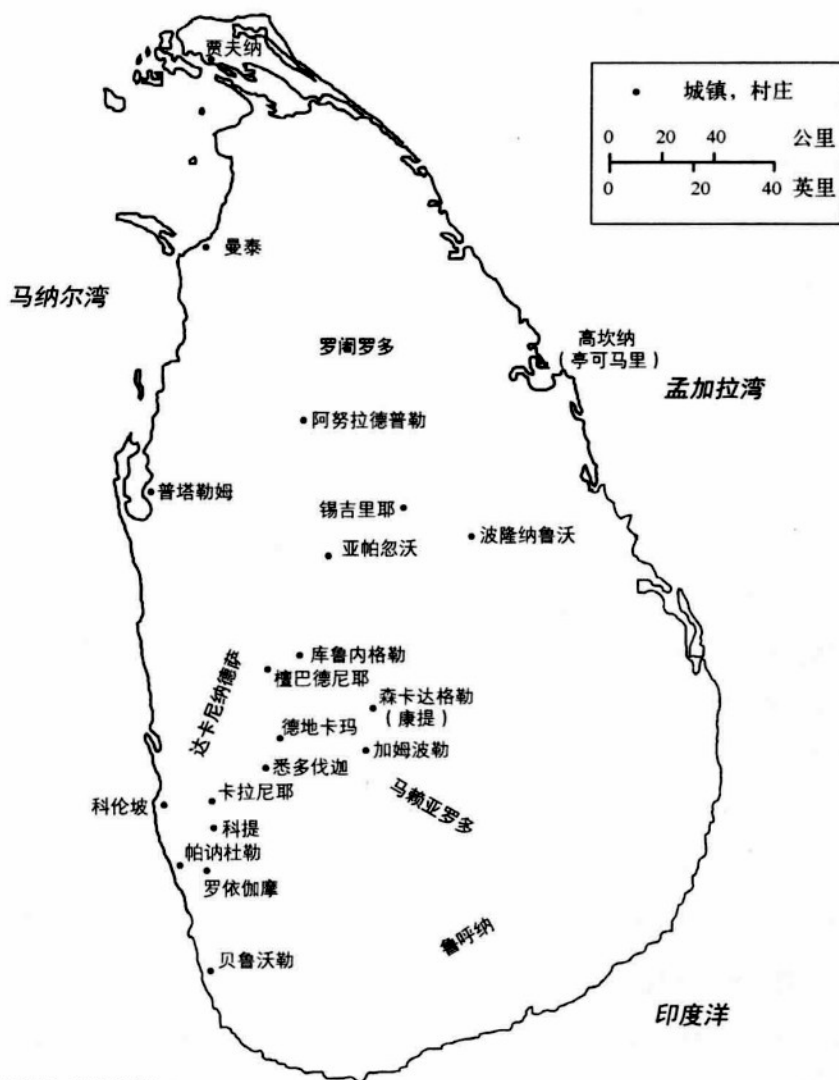 贾夫纳
城镇，村庄
0 20 40 公里
0 20 40 英里
曼泰
马纳尔湾
罗阇罗多
高坎纳
（亭可马里）
孟加拉湾
阿努拉德普勒
普塔勒姆
锡吉里耶
波隆纳鲁沃
亚帕忽沃
库鲁内格勒
檀巴德尼耶
达卡尼纳德萨
森卡达格勒
（康提）
德地卡玛
加姆波勒
悉多伐迦
马赖亚罗多
卡拉尼耶
科伦坡
科提
帕讷杜勒
罗依伽摩
鲁呼纳
贝鲁沃勒
印度洋